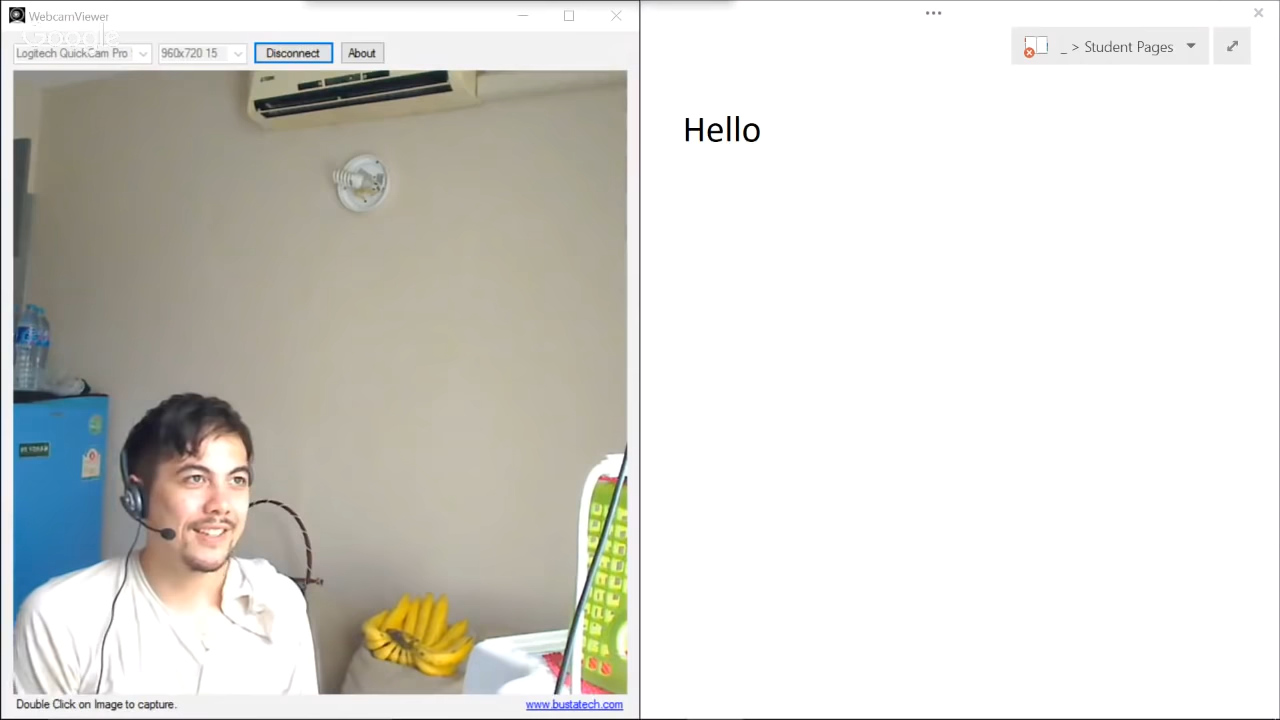 WebcamViewer
Google
Logitech QuickCam Pro
960x720 15
Disconnect
About
Double Click on Image to capture.
www.bustatech.com
_ > Student Pages
Hello